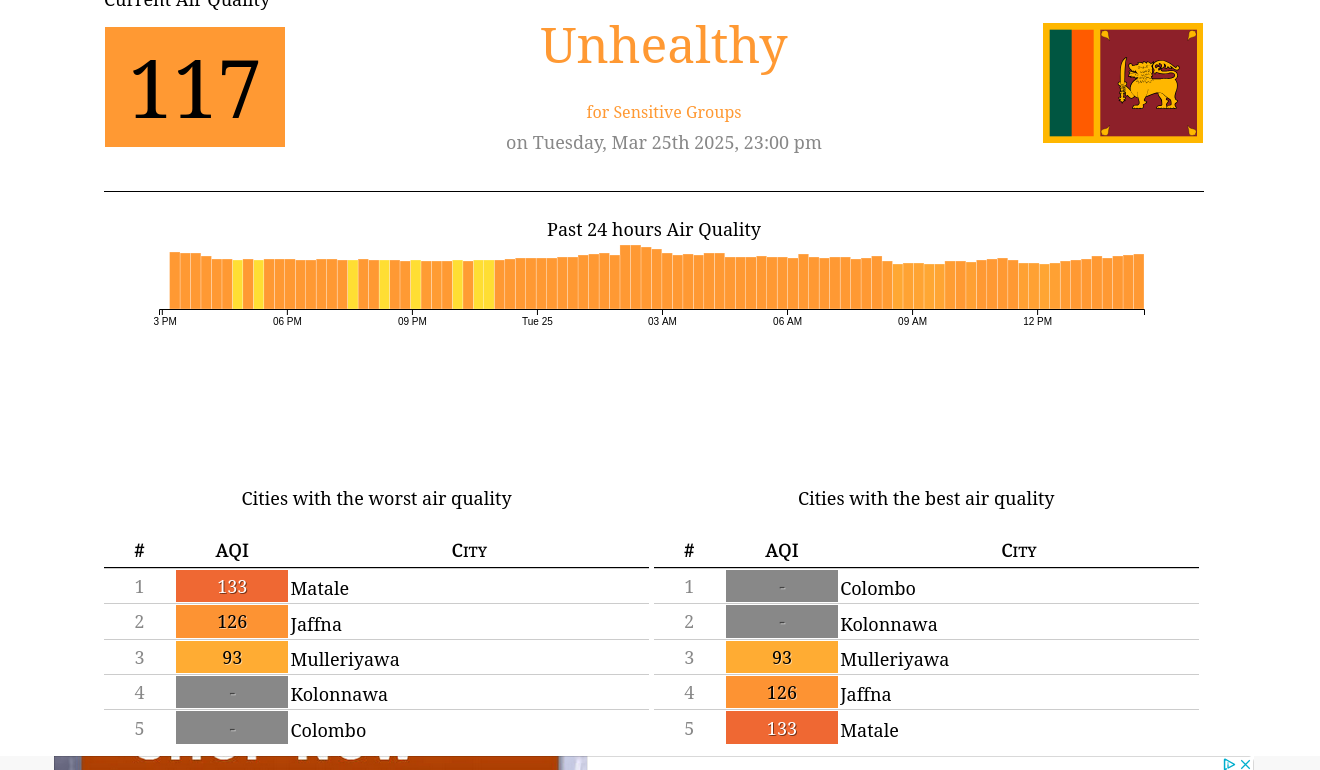 Current Air Quality
117
Unhealthy
for Sensitive Groups
on Tuesday, Mar 25th 2025, 23:00 pm
Past 24 hours Air Quality
3 PM 06 PM 09 PM Tue 25 03 AM 06 AM 09 AM 12 PM
Cities with the worst air quality
# AQI City
1 133 Matale
2 126 Jaffna
3 93 Mulleriyawa
4 - Kolonnawa
5 - Colombo
Cities with the best air quality
# AQI City
1 - Colombo
2 - Kolonnawa
3 93 Mulleriyawa
4 126 Jaffna
5 133 Matale